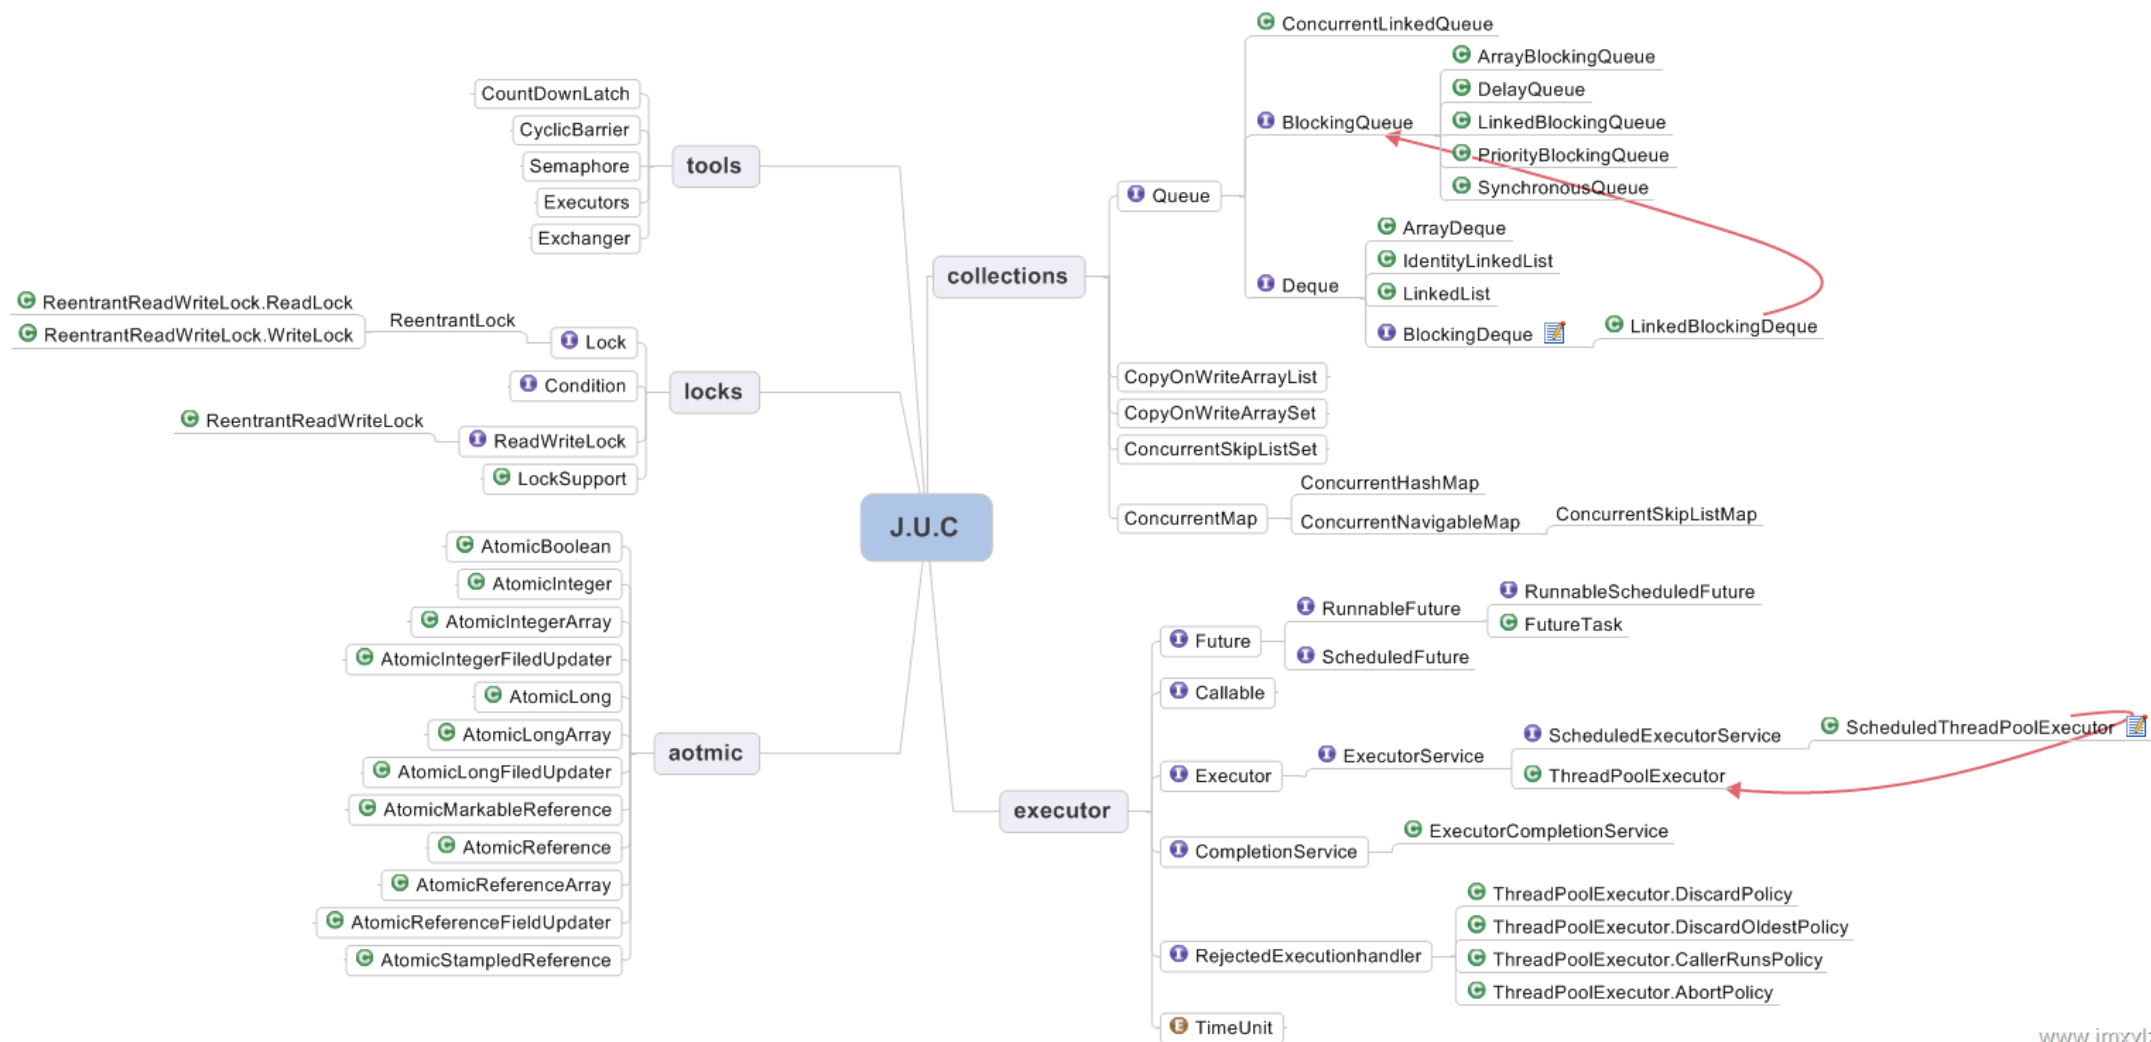 J.U.C
tools
CountDownLatch
CyclicBarrier
Semaphore
Executors
Exchanger
locks
Lock
ReentrantLock
ReentrantReadWriteLock.ReadLock
ReentrantReadWriteLock.WriteLock
Condition
ReadWriteLock
ReentrantReadWriteLock
LockSupport
aotmic
AtomicBoolean
AtomicInteger
AtomicIntegerArray
AtomicIntegerFiledUpdater
AtomicLong
AtomicLongArray
AtomicLongFiledUpdater
AtomicMarkableReference
AtomicReference
AtomicReferenceArray
AtomicReferenceFieldUpdater
AtomicStampedReference
collections
Queue
ConcurrentLinkedQueue
BlockingQueue
ArrayBlockingQueue
DelayQueue
LinkedBlockingQueue
PriorityBlockingQueue
SynchronousQueue
Deque
ArrayDeque
IdentityLinkedList
LinkedList
BlockingDeque
LinkedBlockingDeque
CopyOnWriteArrayList
CopyOnWriteArraySet
ConcurrentSkipListSet
ConcurrentMap
ConcurrentHashMap
ConcurrentNavigableMap
ConcurrentSkipListMap
executor
Future
RunnableFuture
RunnableScheduledFuture
FutureTask
ScheduledFuture
Callable
Executor
ExecutorService
ScheduledExecutorService
ScheduledThreadPoolExecutor
ThreadPoolExecutor
CompletionService
ExecutorCompletionService
RejectedExecutionhandler
ThreadPoolExecutor.DiscardPolicy
ThreadPoolExecutor.DiscardOldestPolicy
ThreadPoolExecutor.CallerRunsPolicy
ThreadPoolExecutor.AbortPolicy
TimeUnit